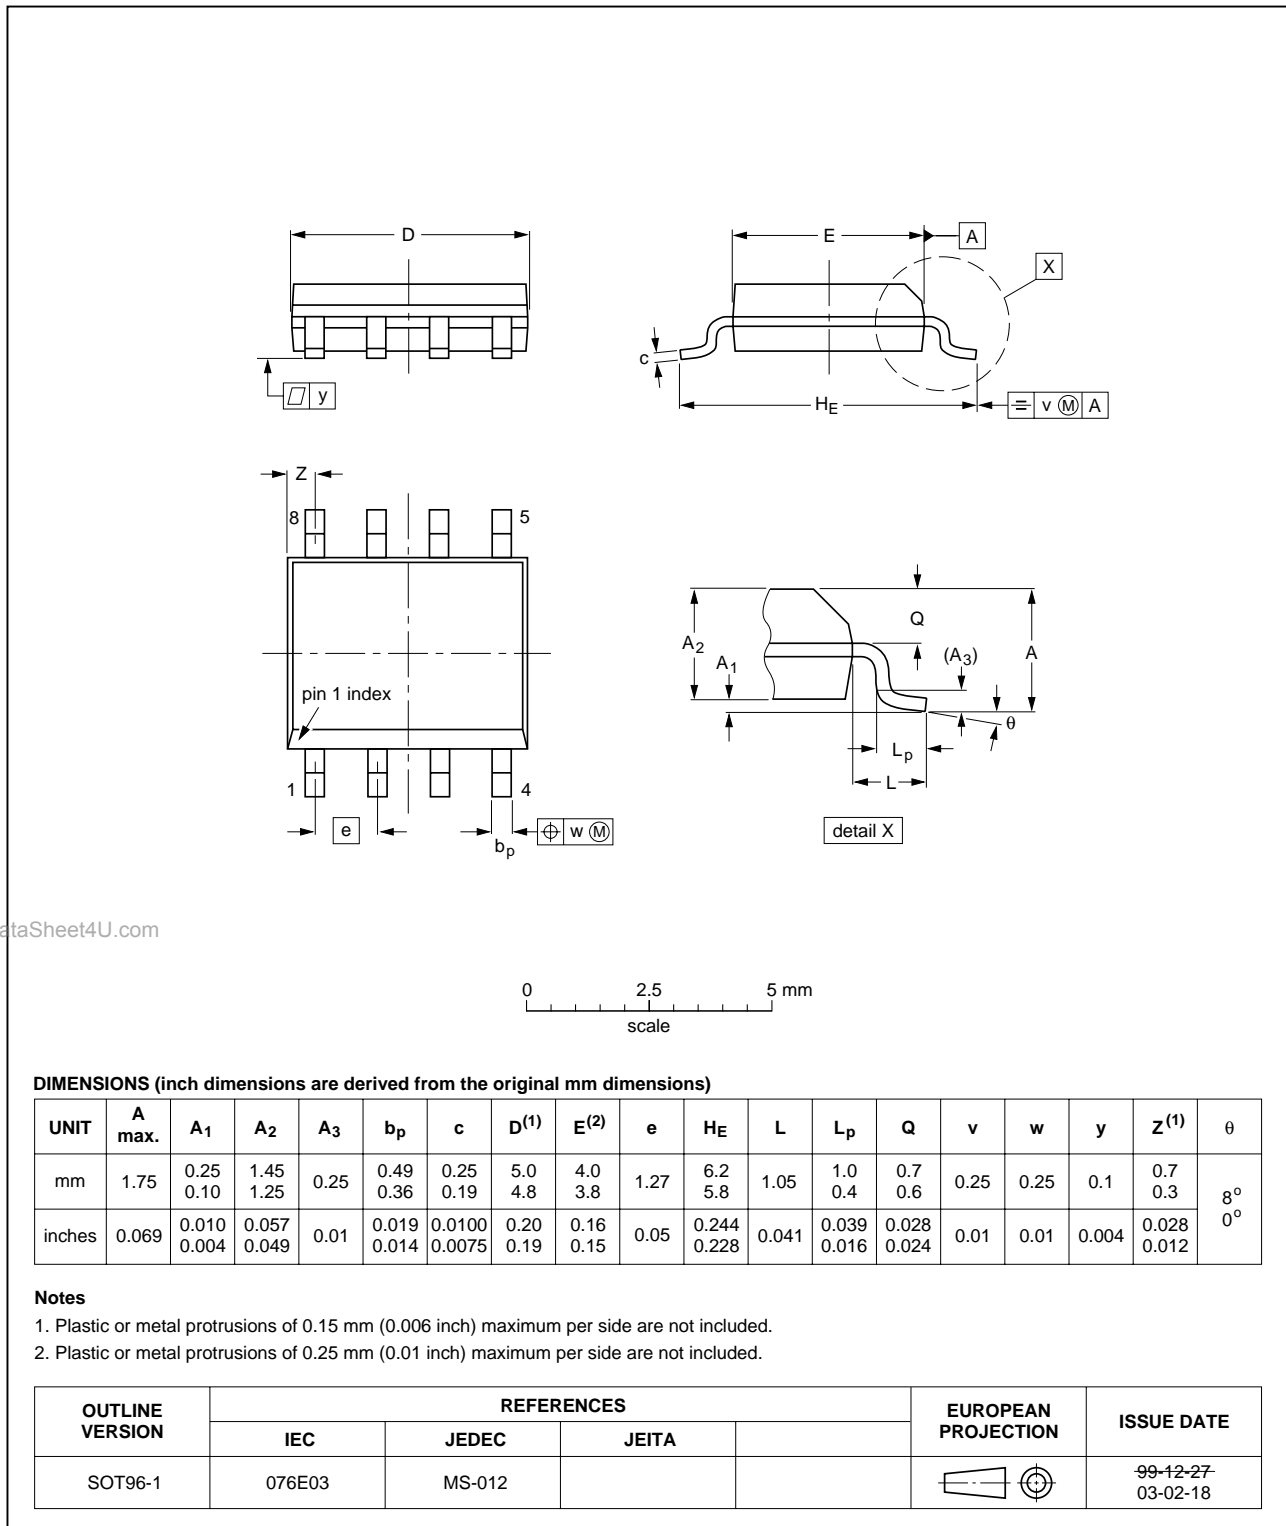 D
E
A
X
c
y
H_E
v Ⓜ A
Z
8
5
pin 1 index
1
4
e
b_p
w Ⓜ
Q
A_2
A_1
(A_3)
A
θ
L_p
L
detail X
ataSheet4U.com
0 2.5 5 mm
scale
DIMENSIONS (inch dimensions are derived from the original mm dimensions)
UNIT A max. A1 A2 A3 bp c D(1) E(2) e HE L Lp Q v w y Z(1) θ
mm 1.75 0.25 0.10 1.45 1.25 0.25 0.49 0.36 0.25 0.19 5.0 4.8 4.0 3.8 1.27 6.2 5.8 1.05 1.0 0.4 0.7 0.6 0.25 0.25 0.1 0.7 0.3 8° 0°
inches 0.069 0.010 0.004 0.057 0.049 0.01 0.019 0.014 0.0100 0.0075 0.20 0.19 0.16 0.15 0.05 0.244 0.228 0.041 0.039 0.016 0.028 0.024 0.01 0.01 0.004 0.028 0.012
Notes
1. Plastic or metal protrusions of 0.15 mm (0.006 inch) maximum per side are not included.
2. Plastic or metal protrusions of 0.25 mm (0.01 inch) maximum per side are not included.
OUTLINE VERSION REFERENCES EUROPEAN PROJECTION ISSUE DATE
IEC JEDEC JEITA
SOT96-1 076E03 MS-012 99-12-27
03-02-18